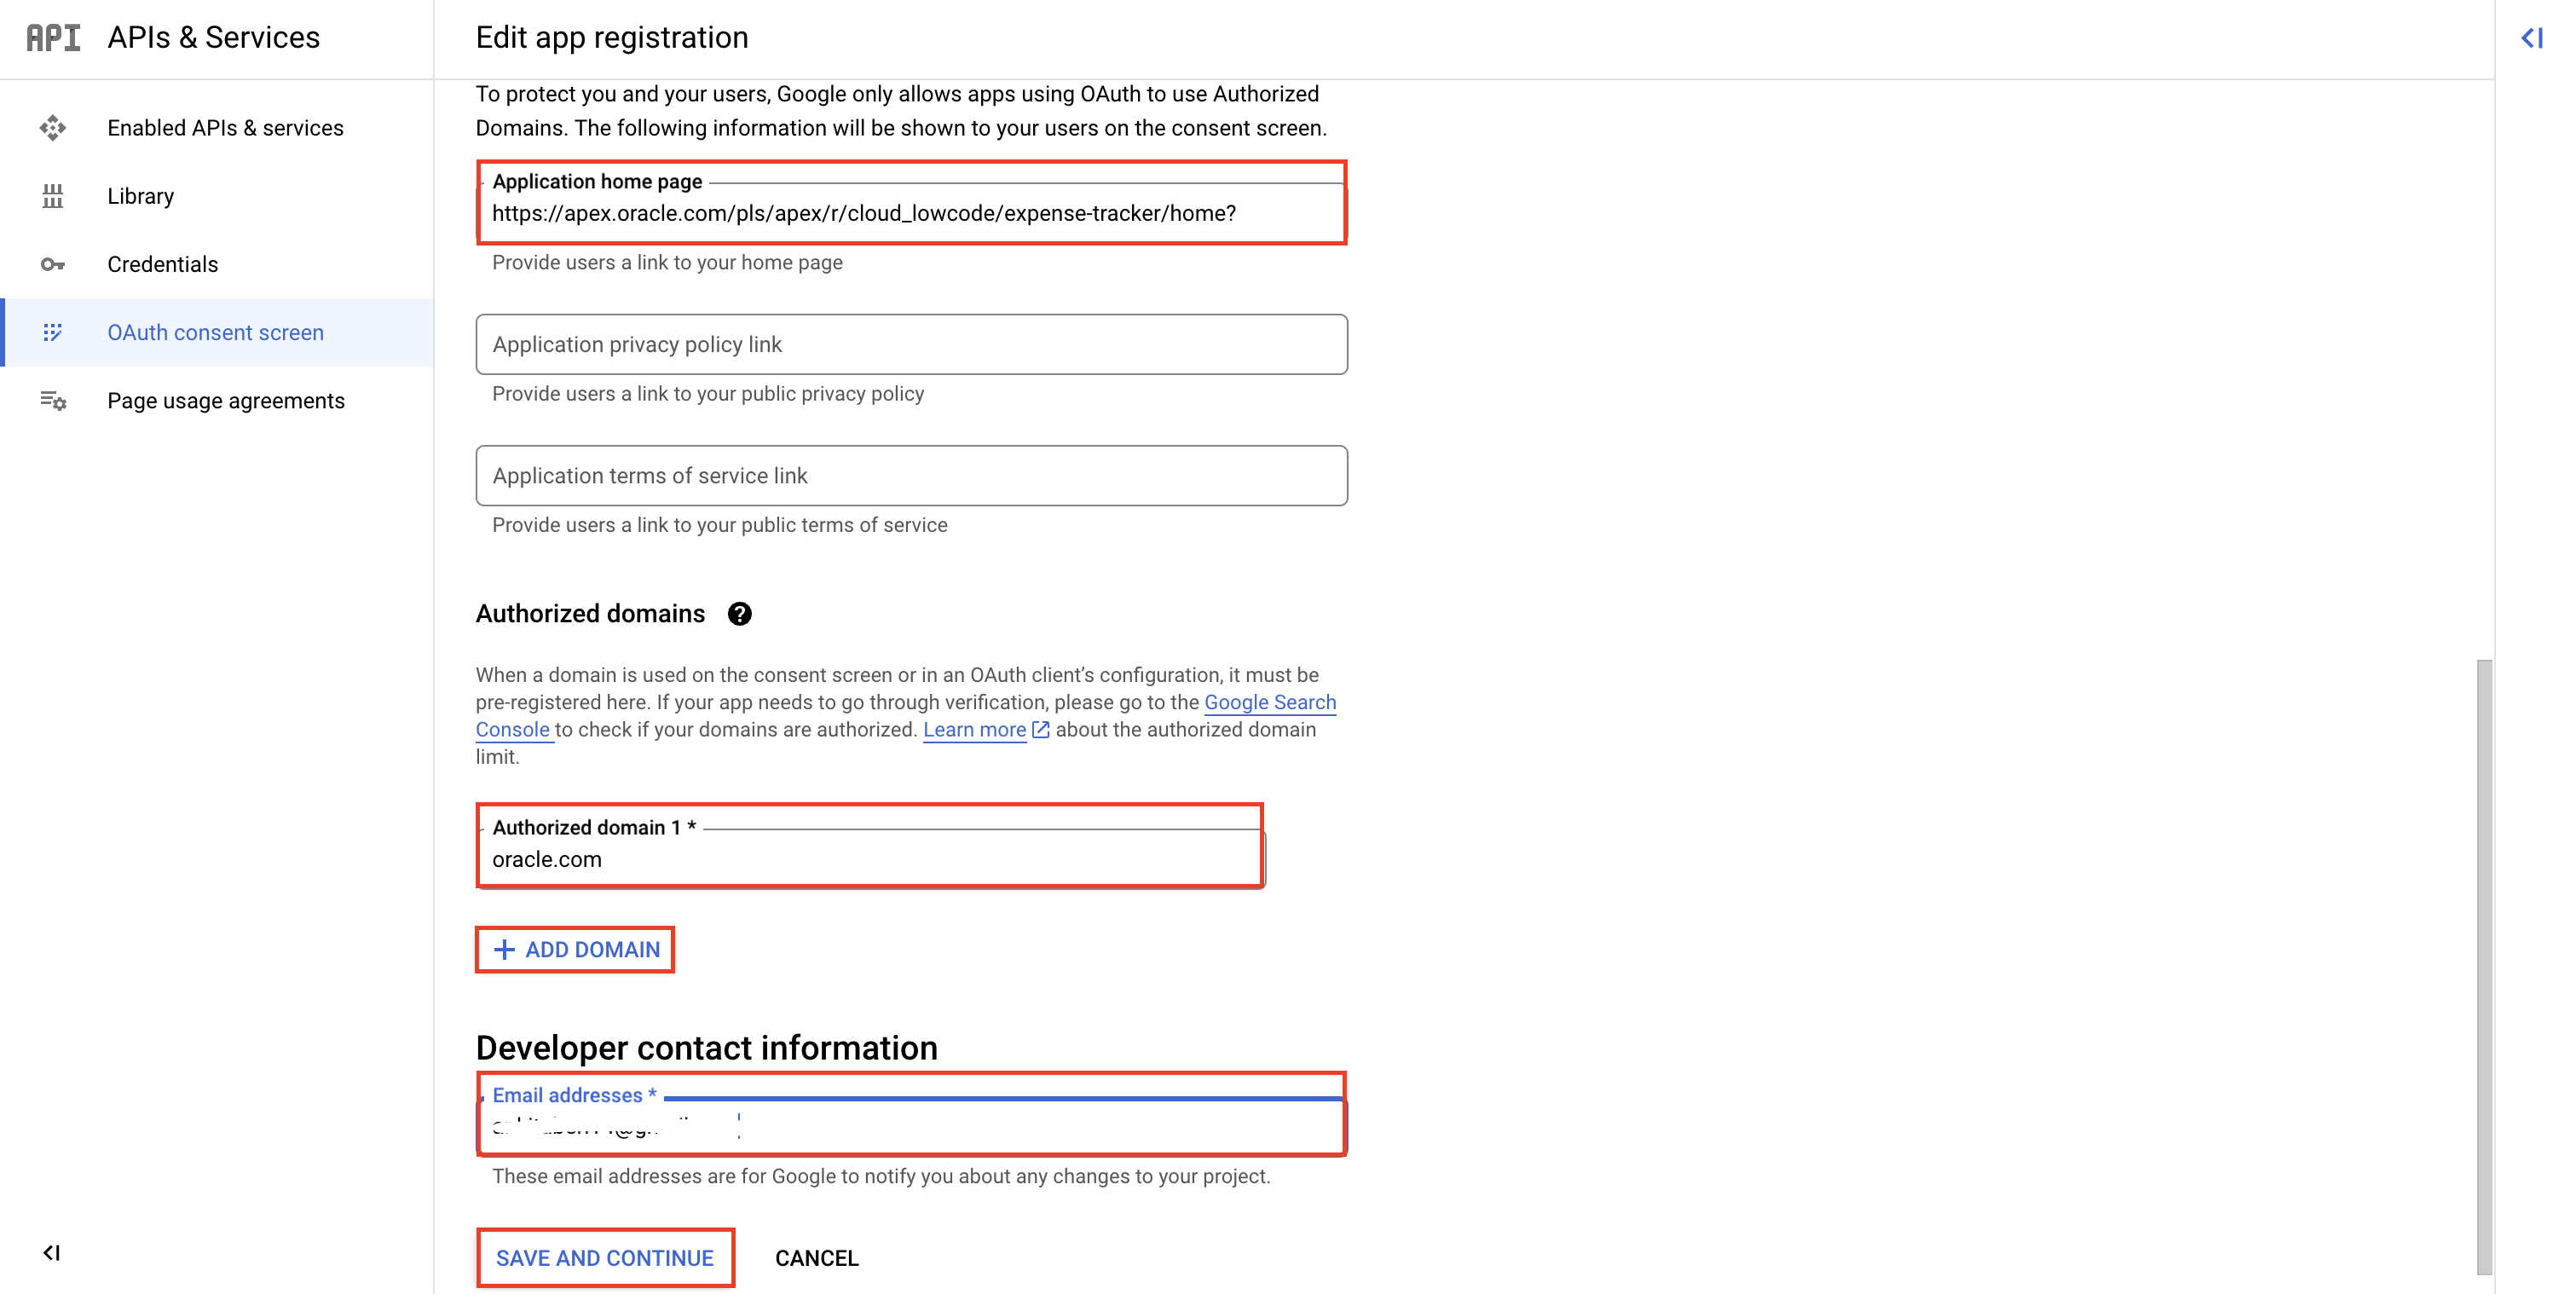 API APIs & Services
Edit app registration
Enabled APIs & services
Library
Credentials
OAuth consent screen
Page usage agreements
To protect you and your users, Google only allows apps using OAuth to use Authorized
Domains. The following information will be shown to your users on the consent screen.
Application home page
https://apex.oracle.com/pls/apex/r/cloud_lowcode/expense-tracker/home?
Provide users a link to your home page
Application privacy policy link
Provide users a link to your public privacy policy
Application terms of service link
Provide users a link to your public terms of service
Authorized domains ?
When a domain is used on the consent screen or in an OAuth client’s configuration, it must be
pre-registered here. If your app needs to go through verification, please go to the Google Search
Console to check if your domains are authorized. Learn more about the authorized domain
limit.
Authorized domain 1 *
oracle.com
+ ADD DOMAIN
Developer contact information
Email addresses *
These email addresses are for Google to notify you about any changes to your project.
SAVE AND CONTINUE
CANCEL